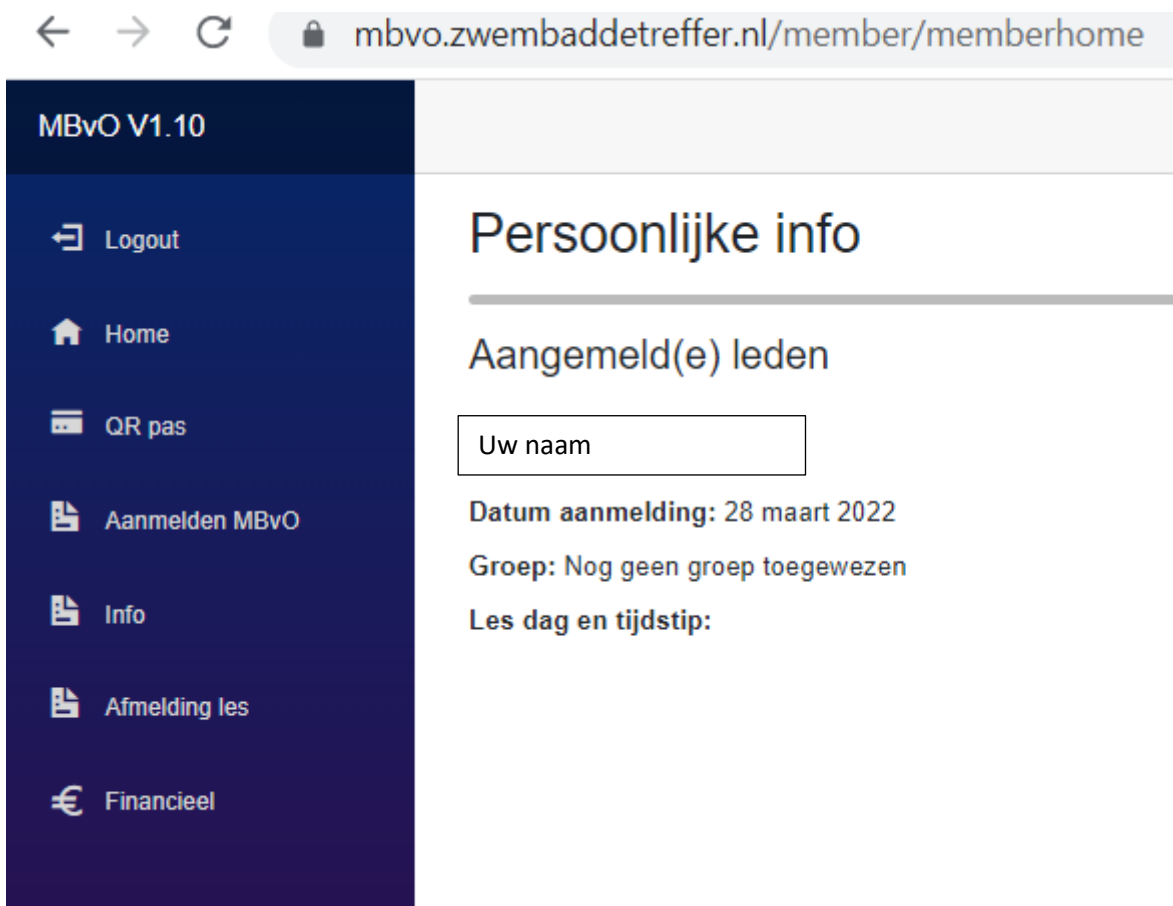 mbvo.zwembaddetreffer.nl/member/memberhome
MBvO V1.10
Logout
Home
QR pas
Aanmelden MBvO
Info
Afmelding les
Financieel
Persoonlijke info
Aangemeld(e) leden
Uw naam
Datum aanmelding: 28 maart 2022
Groep: Nog geen groep toegewezen
Les dag en tijdstip: